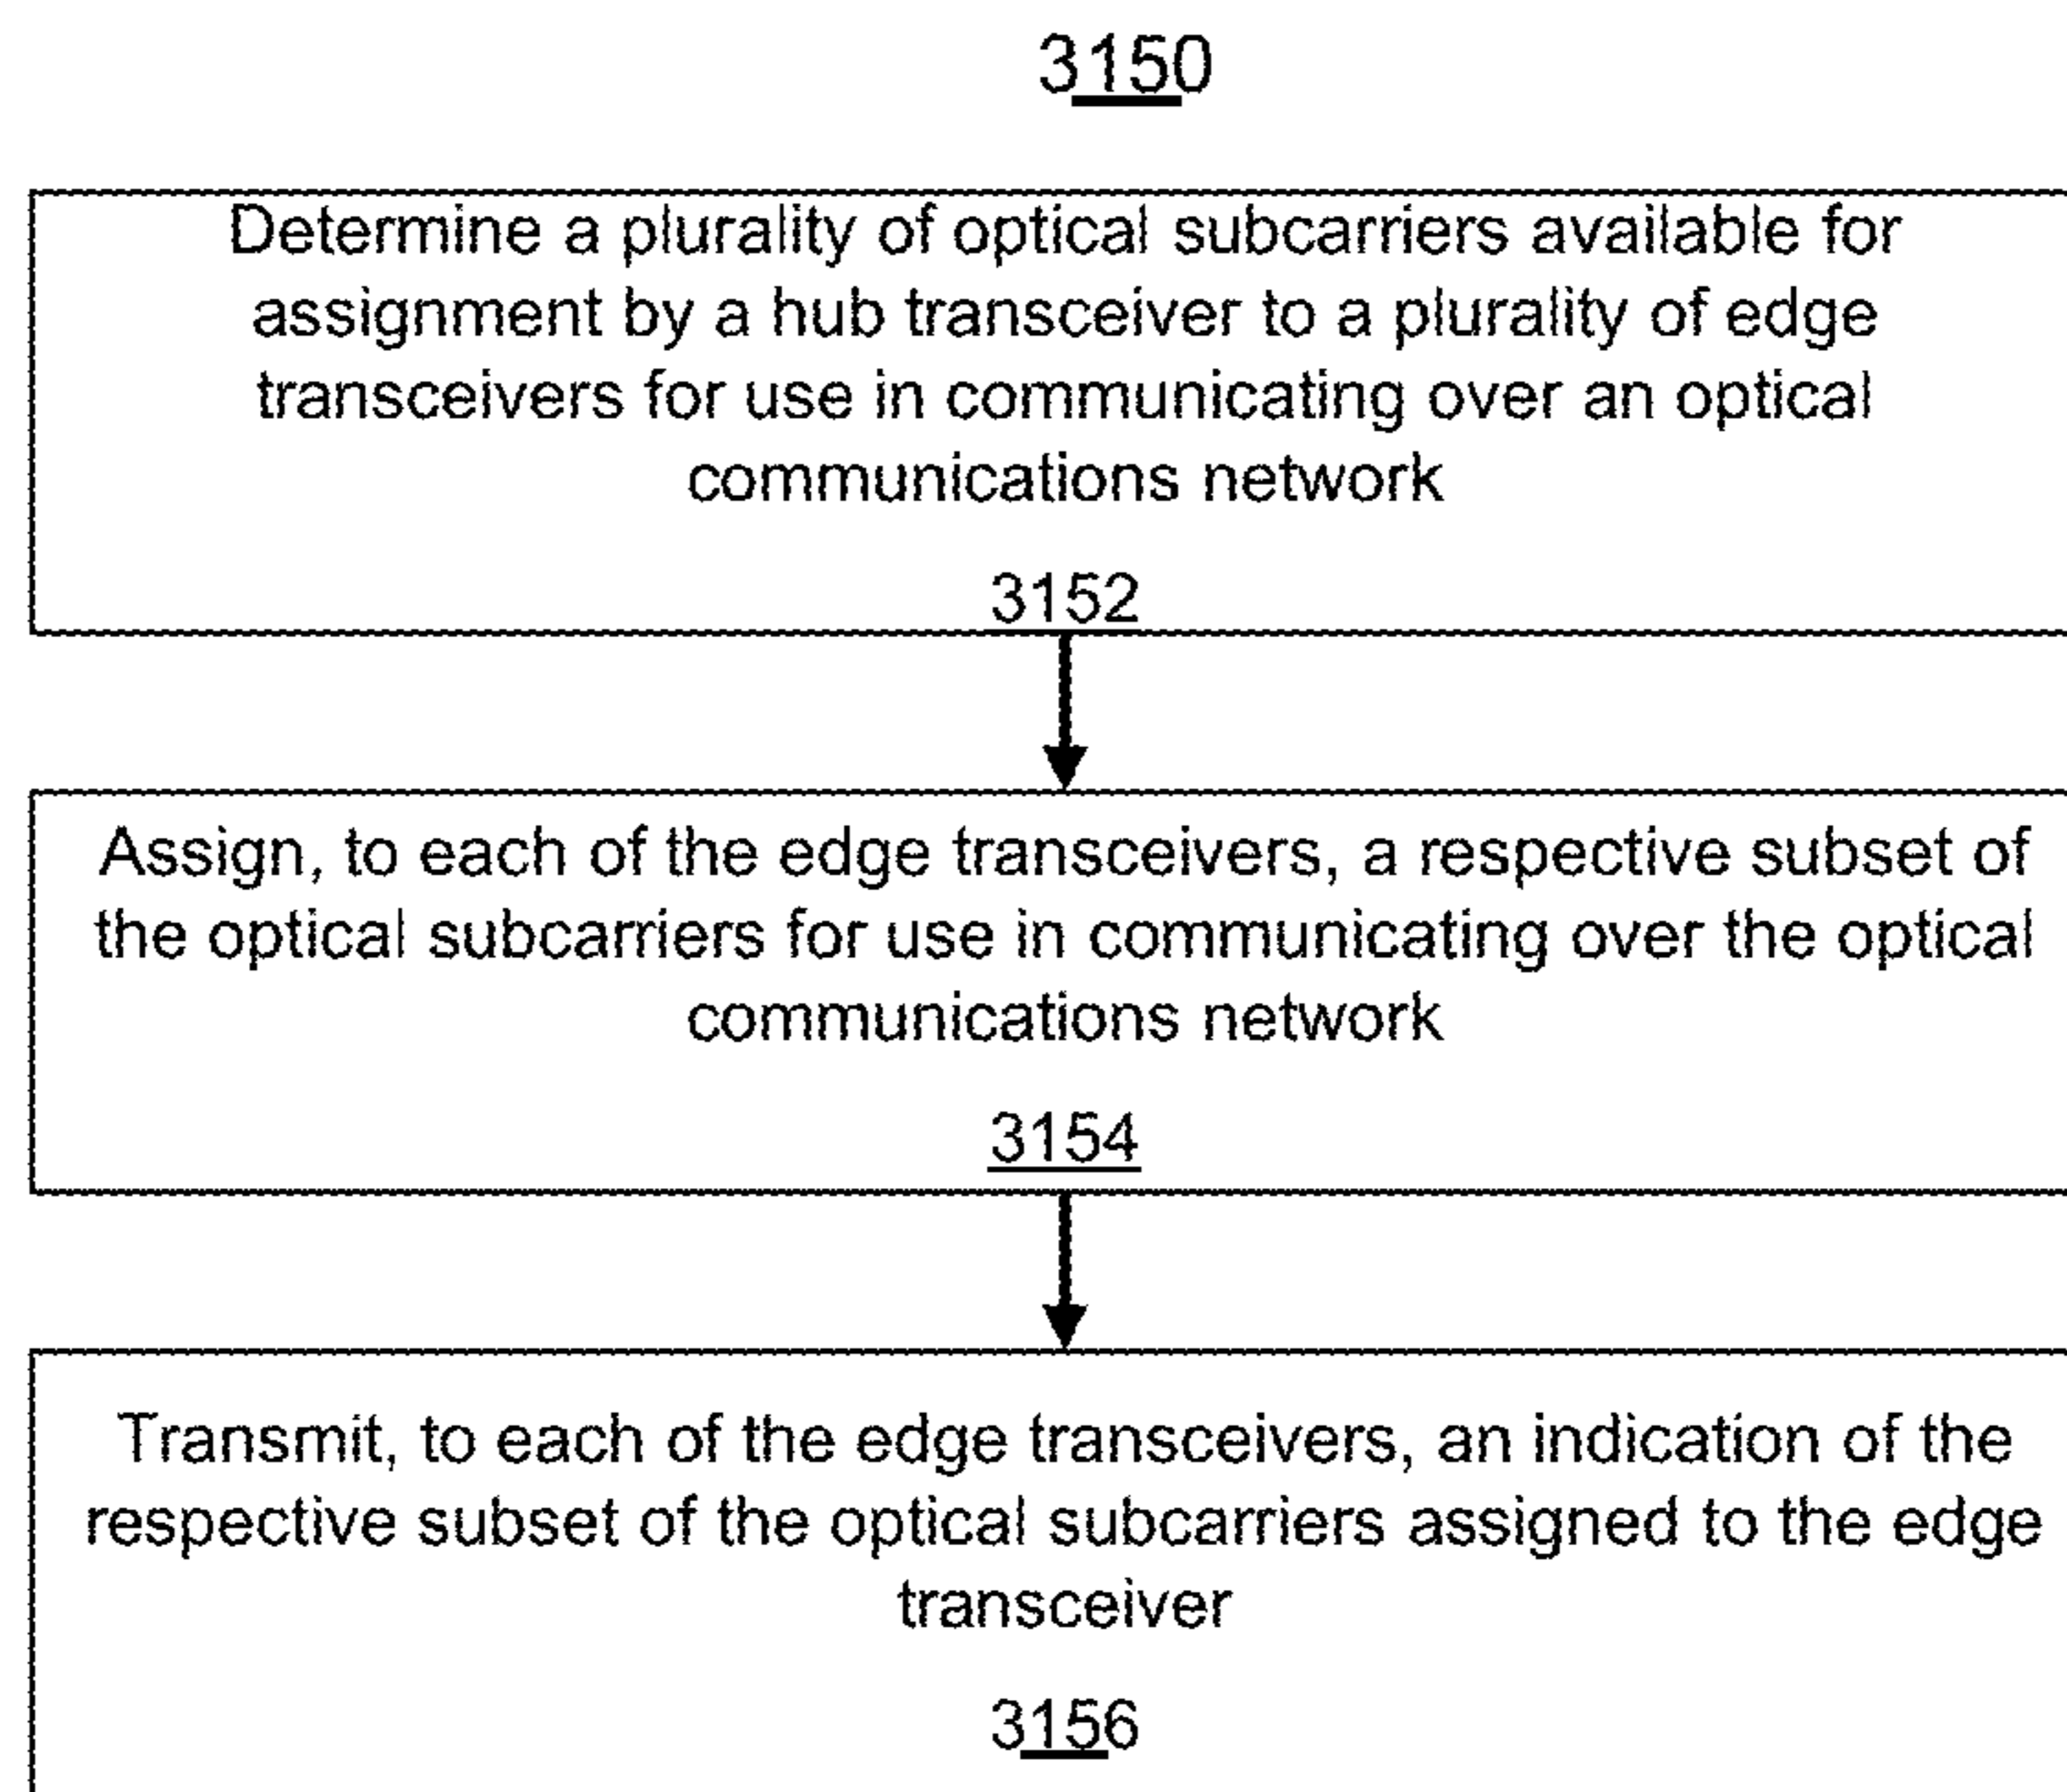 3150
Determine a plurality of optical subcarriers available for
assignment by a hub transceiver to a plurality of edge
transceivers for use in communicating over an optical
communications network
3152
Assign, to each of the edge transceivers, a respective subset of
the optical subcarriers for use in communicating over the optical
communications network
3154
Transmit, to each of the edge transceivers, an indication of the
respective subset of the optical subcarriers assigned to the edge
transceiver
3156